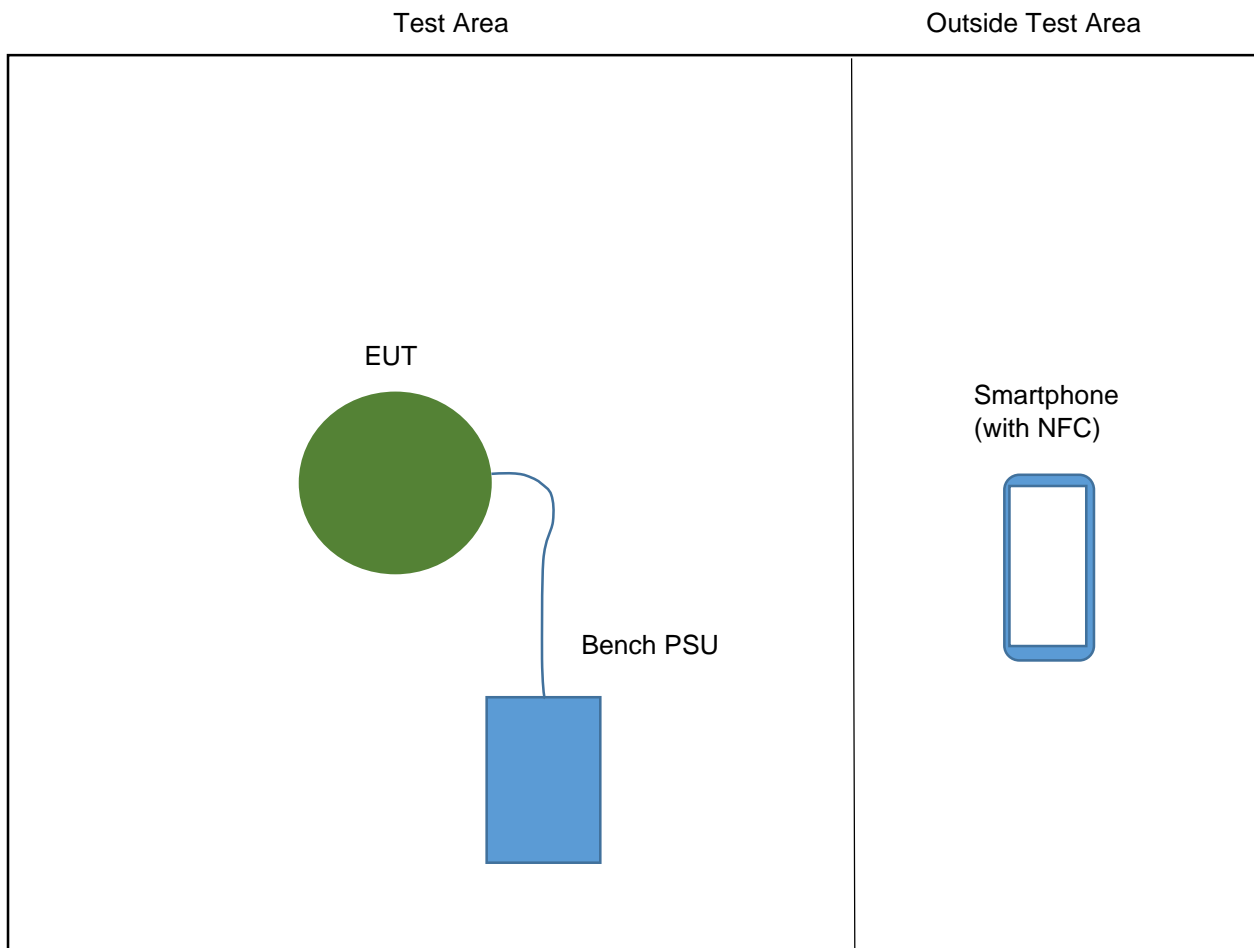 Test Area
Outside Test Area
EUT
Smartphone
(with NFC)
Bench PSU